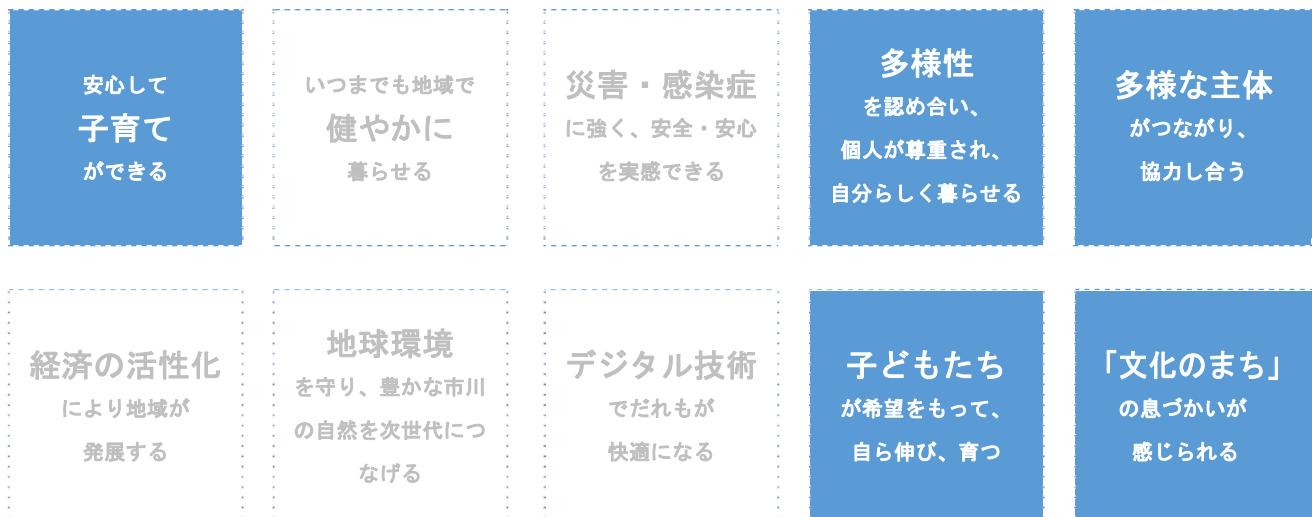 安心して
子育て
ができる
いつまでも地域で
健やかに
暮らせる
災害・感染症
に強く、安全・安心
を実感できる
多様性
を認め合い、
個人が尊重され、
自分らしく暮らせる
多様な主体
がつながり、
協力し合う
経済の活性化
により地域が
発展する
地球環境
を守り、豊かな市川
の自然を次世代につ
なげる
デジタル技術
でだれもが
快適になる
子どもたち
が希望をもって、
自ら伸び、育つ
「文化のまち」
の息づかいが
感じられる